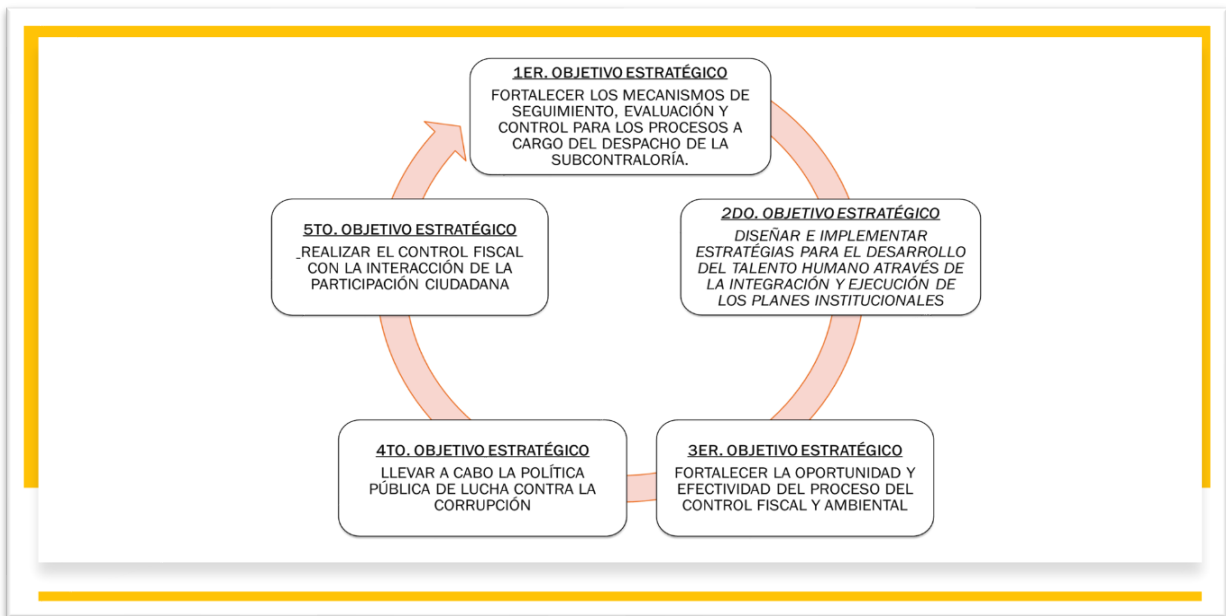 1ER. OBJETIVO ESTRATÉGICO
FORTALECER LOS MECANISMOS DE
SEGUIMIENTO, EVALUACIÓN Y
CONTROL PARA LOS PROCESOS A
CARGO DEL DESPACHO DE LA
SUBCONTRALORÍA.
2DO. OBJETIVO ESTRATÉGICO
DISEÑAR E IMPLEMENTAR
ESTRATÉGIAS PARA EL DESARROLLO
DEL TALENTO HUMANO ATRAVÉS DE
LA INTEGRACIÓN Y EJECUCIÓN DE
LOS PLANES INSTITUCIONALES
3ER. OBJETIVO ESTRATÉGICO
FORTALECER LA OPORTUNIDAD Y
EFECTIVIDAD DEL PROCESO DEL
CONTROL FISCAL Y AMBIENTAL
4TO. OBJETIVO ESTRATÉGICO
LLEVAR A CABO LA POLÍTICA
PÚBLICA DE LUCHA CONTRA LA
CORRUPCIÓN
5TO. OBJETIVO ESTRATÉGICO
REALIZAR EL CONTROL FISCAL
CON LA INTERACCIÓN DE LA
PARTICIPACIÓN CIUDADANA